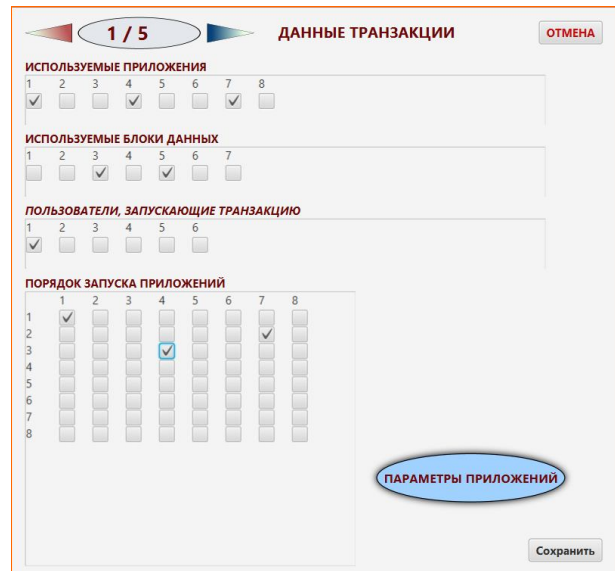 1 / 5 ДАННЫЕ ТРАНЗАКЦИИ ОТМЕНА
ИСПОЛЬЗУЕМЫЕ ПРИЛОЖЕНИЯ
1 2 3 4 5 6 7 8
ИСПОЛЬЗУЕМЫЕ БЛОКИ ДАННЫХ
1 2 3 4 5 6 7
ПОЛЬЗОВАТЕЛИ, ЗАПУСКАЮЩИЕ ТРАНЗАКЦИЮ
1 2 3 4 5 6
ПОРЯДОК ЗАПУСКА ПРИЛОЖЕНИЙ
1 2 3 4 5 6 7 8
1
2
3
4
5
6
7
8
ПАРАМЕТРЫ ПРИЛОЖЕНИЙ
Сохранить